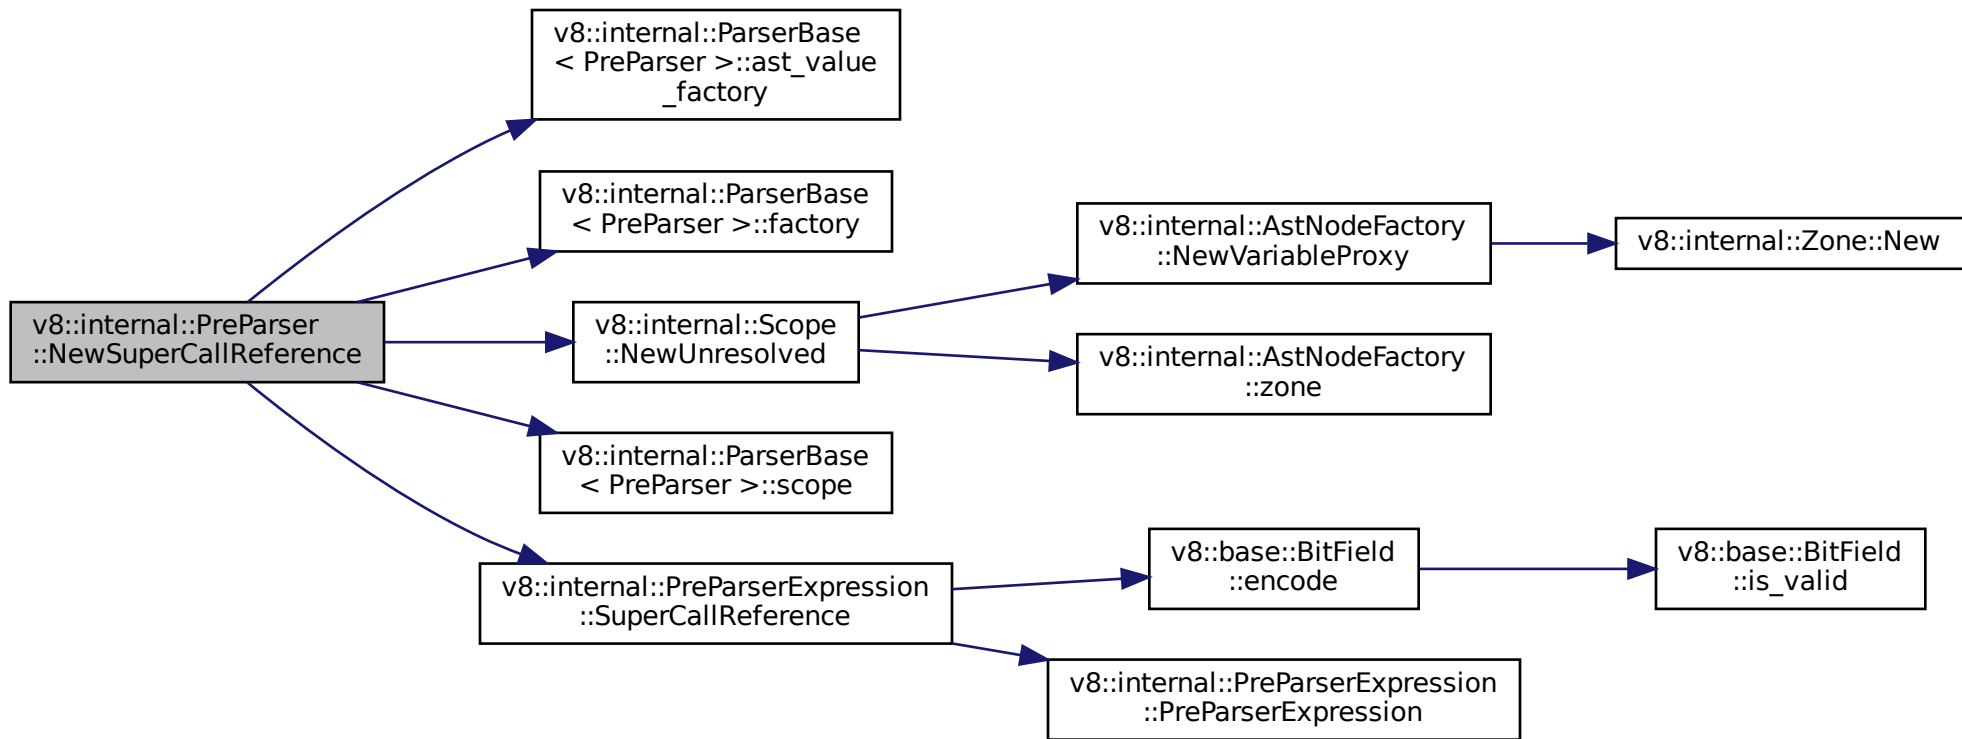 v8::internal::ParserBase
< PreParser >::ast_value
_factory
v8::internal::ParserBase
< PreParser >::factory
v8::internal::AstNodeFactory
::NewVariableProxy
v8::internal::Zone::New
v8::internal::PreParser
::NewSuperCallReference
v8::internal::Scope
::NewUnresolved
v8::internal::AstNodeFactory
::zone
v8::internal::ParserBase
< PreParser >::scope
v8::internal::PreParserExpression
::SuperCallReference
v8::base::BitField
::encode
v8::base::BitField
::is_valid
v8::internal::PreParserExpression
::PreParserExpression